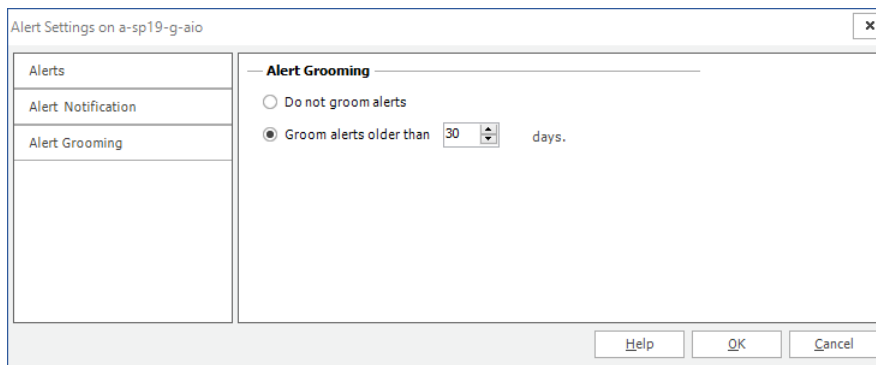 Alert Settings on a-sp19-g-aio
Alerts
Alert Notification
Alert Grooming
Alert Grooming
Do not groom alerts
Groom alerts older than 30 days.
Help OK Cancel